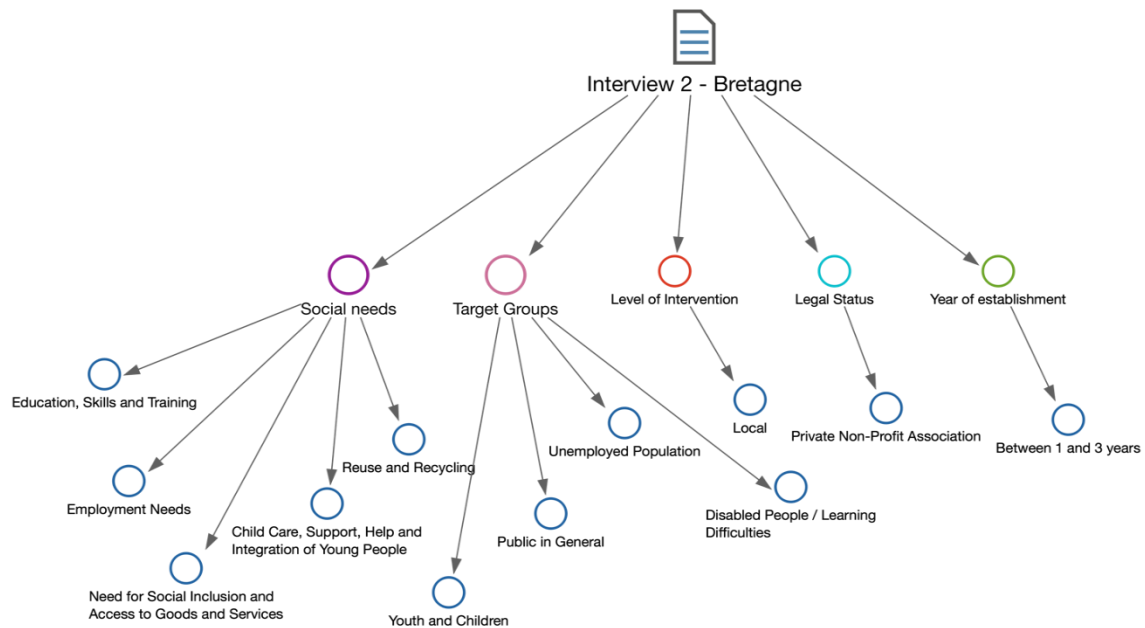 Interview 2 - Bretagne
Social needs
Target Groups
Level of Intervention
Legal Status
Year of establishment
Education, Skills and Training
Employment Needs
Need for Social Inclusion and
Access to Goods and Services
Child Care, Support, Help and
Integration of Young People
Reuse and Recycling
Youth and Children
Public in General
Unemployed Population
Disabled People / Learning
Difficulties
Local
Private Non-Profit Association
Between 1 and 3 years